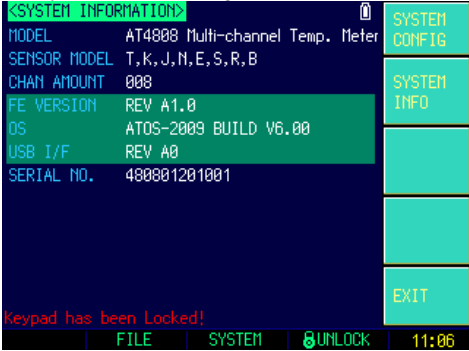 <SYSTEM INFORMATION>
MODEL AT4808 Multi-channel Temp. Meter
SENSOR MODEL T,K,J,N,E,S,R,B
CHAN AMOUNT 008
FE VERSION REV A1.0
OS ATOS-2009 BUILD V6.00
USB I/F REV A0
SERIAL NO. 480801201001
Keypad has been Locked!
SYSTEM
CONFIG
SYSTEM
INFO
EXIT
FILE SYSTEM UNLOCK 11:06